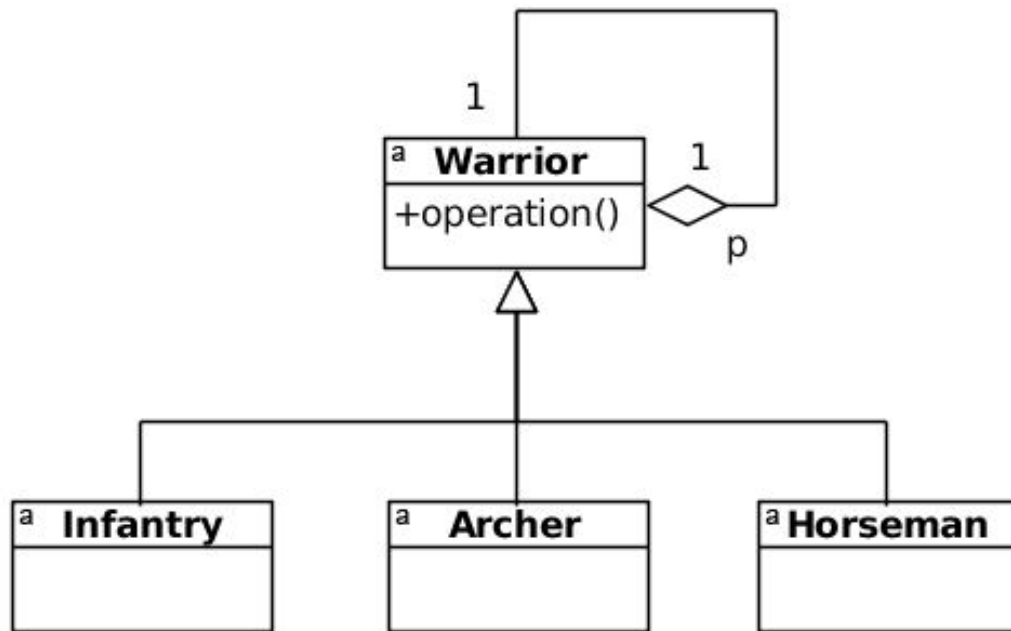 1
a Warrior
1
+operation()
p
a Infantry
a Archer
a Horseman